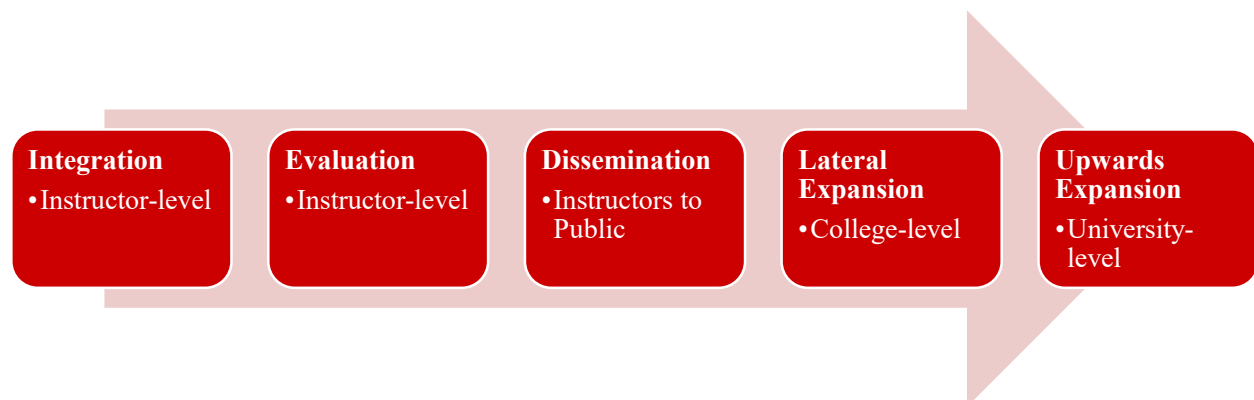 Integration
•Instructor-level
Evaluation
•Instructor-level
Dissemination
•Instructors to
Public
Lateral
Expansion
•College-level
Upwards
Expansion
•University-
level